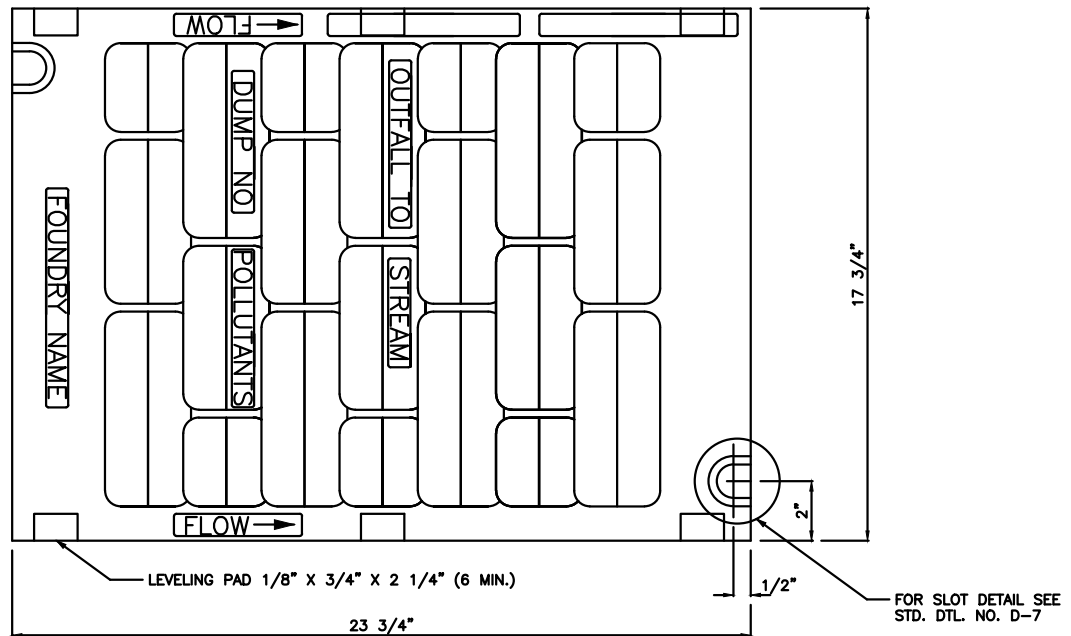 FLOW
DUMP NO
POLLUTANTS
OUTFALL TO
STREAM
FOUNDRY NAME
17 3/4"
2"
FLOW
1/2"
LEVELING PAD 1/8" X 3/4" X 2 1/4" (6 MIN.)
FOR SLOT DETAIL SEE
STD. DTL. NO. D-7
23 3/4"